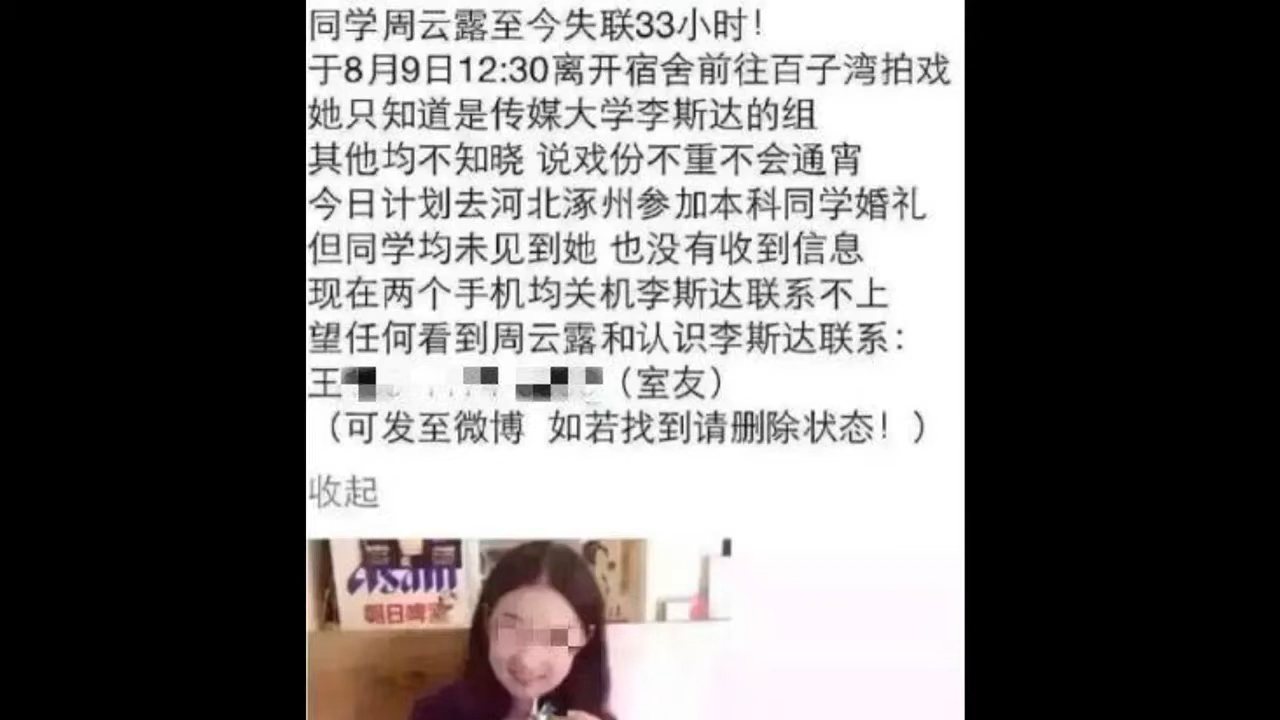 同学周云露至今失联33小时！
于8月9日12:30离开宿舍前往百子湾拍戏
她只知道是传媒大学李斯达的组
其他均不知晓 说戏份不重不会通宵
今日计划去河北涿州参加本科同学婚礼
但同学均未见到她 也没有收到信息
现在两个手机均关机李斯达联系不上
望任何看到周云露和认识李斯达联系：
王（室友）
（可发至微博 如若找到请删除状态！）
收起
Asahi
朝日啤酒